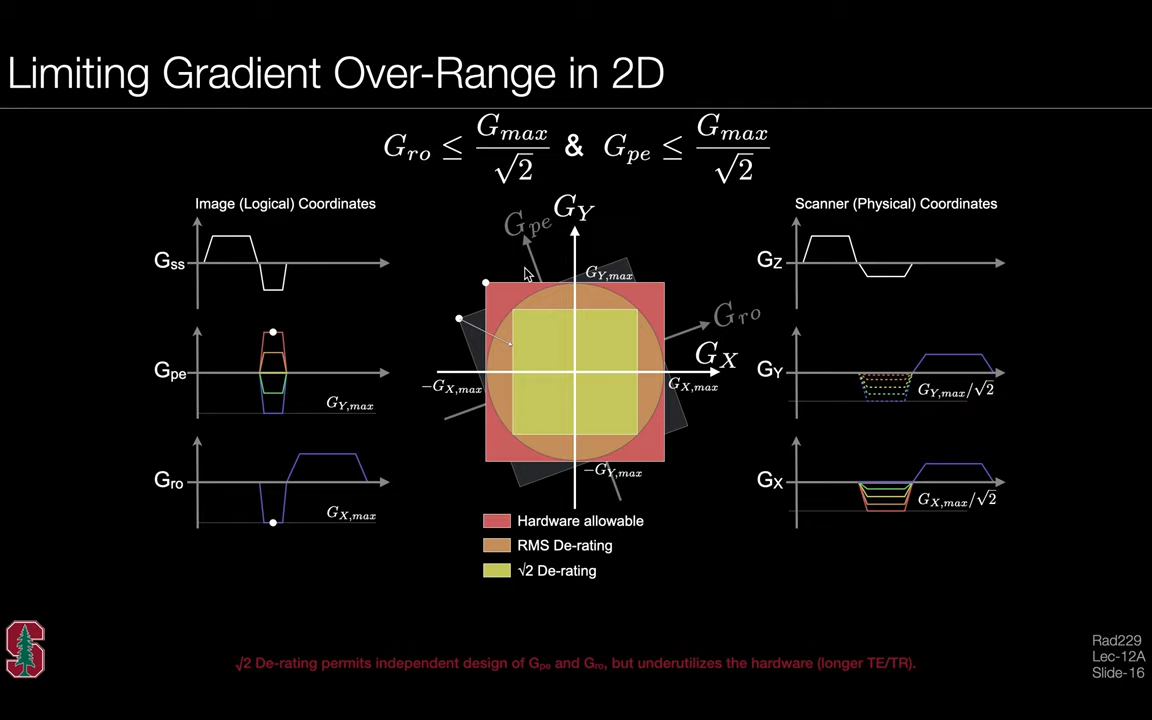 Limiting Gradient Over-Range in 2D
G_ro ≤ G_max/√2 & G_pe ≤ G_max/√2
Image (Logical) Coordinates
G_ss
G_pe
G_Y,max
G_ro
G_X,max
G_pe
G_Y
G_Y,max
G_ro
G_X
−G_X,max
G_X,max
−G_Y,max
Hardware allowable
RMS De-rating
√2 De-rating
Scanner (Physical) Coordinates
G_Z
G_Y
G_Y,max/√2
G_X
G_X,max/√2
S
√2 De-rating permits independent design of G_pe and G_ro, but underutilizes the hardware (longer TE/TR).
Rad229
Lec-12A
Slide-16